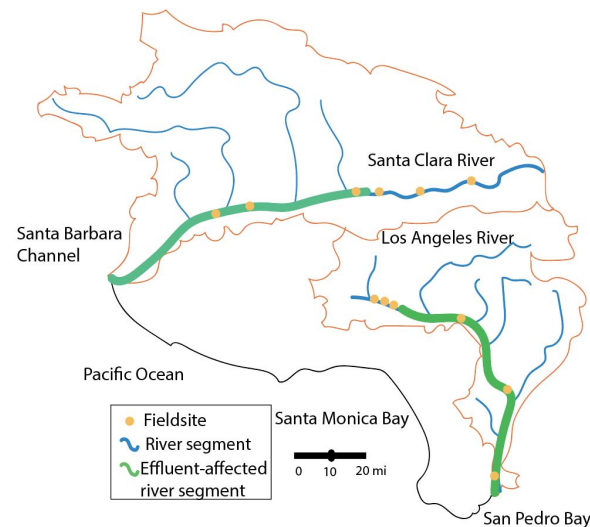 Santa Clara River
Santa Barbara
Channel
Los Angeles River
Pacific Ocean
Fieldsite
River segment
Effluent-affected
river segment
Santa Monica Bay
0 10 20 mi
San Pedro Bay